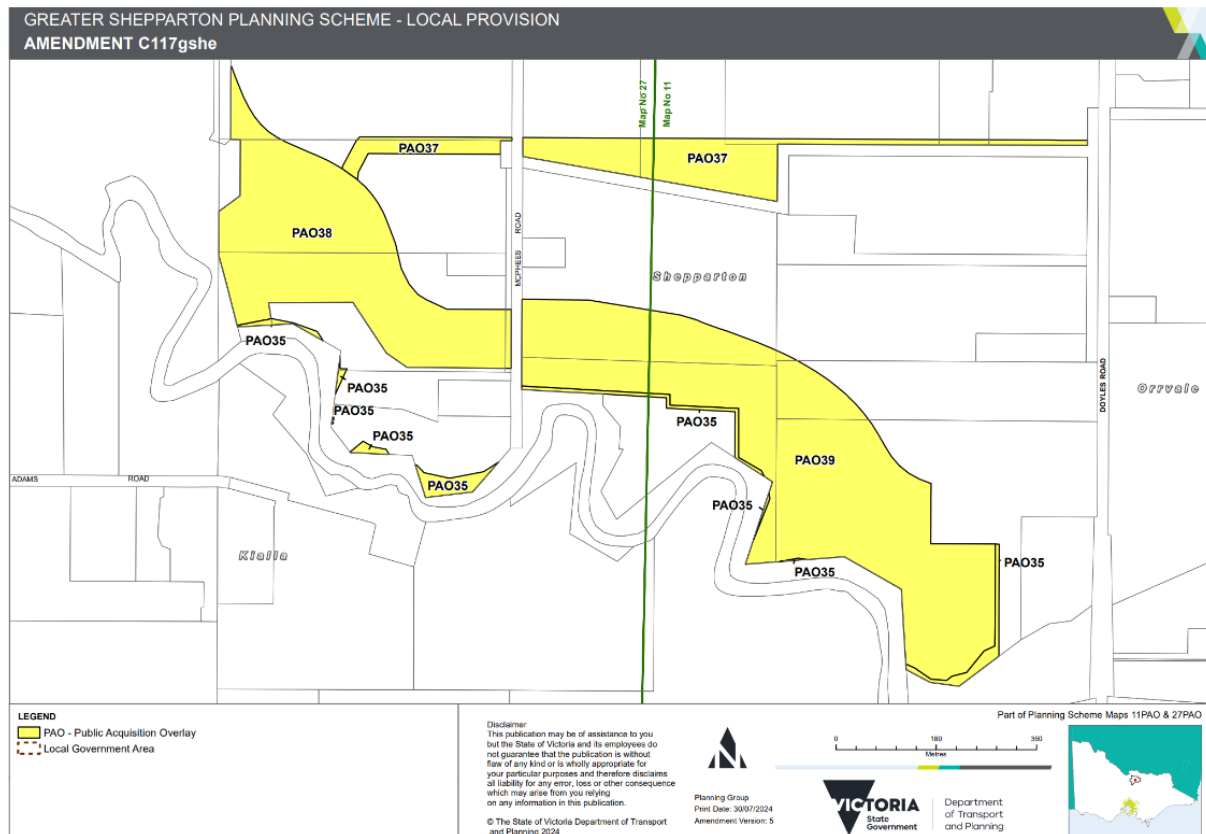 GREATER SHEPPARTON PLANNING SCHEME - LOCAL PROVISION
AMENDMENT C117gshe
Map No 27
Map No 11
PAO37
PAO37
MCPHEES ROAD
PAO38
Shepparton
PAO35
DOYLES ROAD
Orrvale
PAO35
PAO35
PAO35
PAO35
PAO39
ADAMS ROAD
PAO35
PAO35
Kialla
PAO35
PAO35
LEGEND
PAO - Public Acquisition Overlay
Local Government Area
Disclaimer
This publication may be of assistance to you
but the State of Victoria and its employees do
not guarantee that the publication is without
flaw of any kind or is wholly appropriate for
your particular purposes and therefore disclaims
all liability for any error, loss or other consequence
which may arise from you relying
on any information in this publication.
© The State of Victoria Department of Transport
and Planning 2024
Planning Group
Print Date: 30/07/2024
Amendment Version: 5
Part of Planning Scheme Maps 11PAO & 27PAO
0 180 360
Metres
VICTORIA
State
Government
Department
of Transport
and Planning